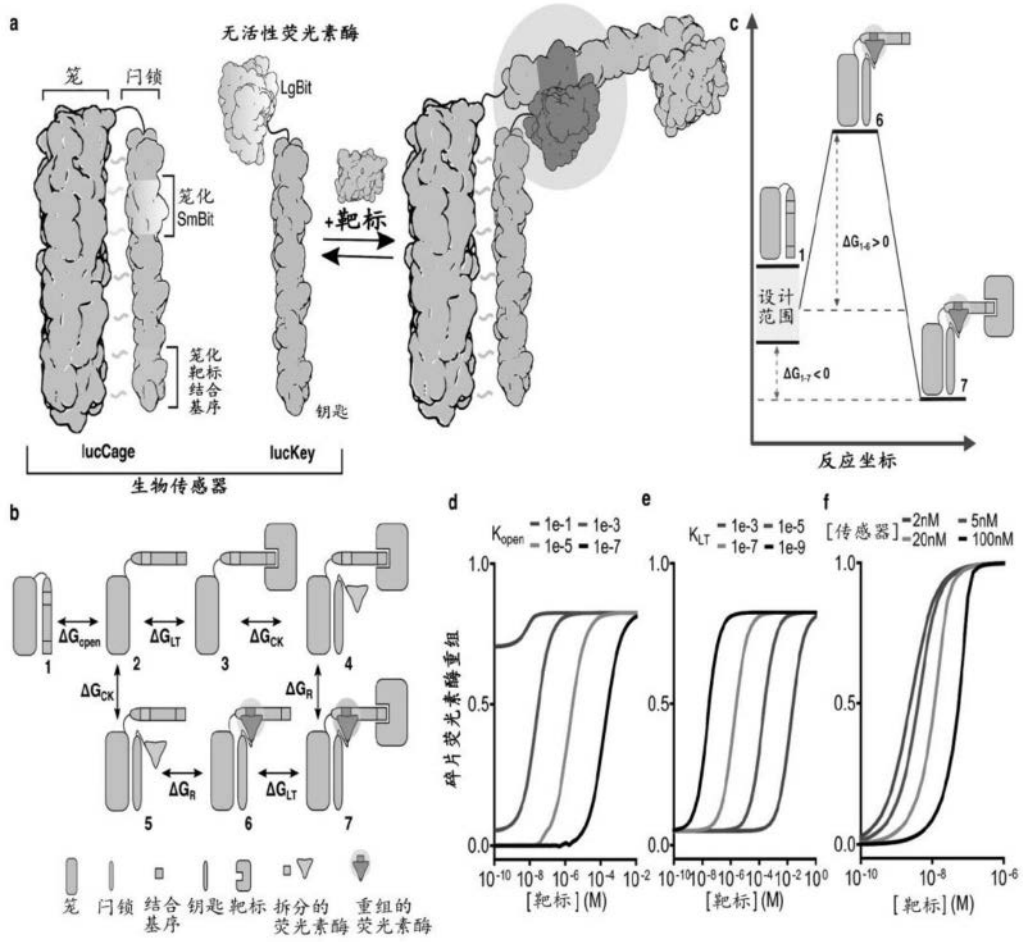 a
无活性荧光素酶
笼
闩锁
LgBit
笼化
SmBit
+靶标
笼化
靶标
结合
基序
钥匙
lucCage
lucKey
生物传感器
b
1
ΔGopen
2
ΔGLT
3
ΔGCK
4
ΔGCK
ΔGR
5
ΔGR
6
ΔGLT
7
笼
闩锁
结合
基序
钥匙
靶标
拆分的
荧光素酶
重组的
荧光素酶
c
6
1
ΔG1-6 > 0
设计
范围
ΔG1-7 < 0
7
反应坐标
d
Kopen
1e-1
1e-3
1e-5
1e-7
碎片荧光素酶重组
1.0
0.5
0.0
10-10
10-8
10-6
10-4
10-2
[靶标] (M)
e
KLT
1e-3
1e-5
1e-7
1e-9
1.0
0.5
0.0
10-10
10-8
10-6
10-4
10-2
100
[靶标] (M)
f
[传感器]
2nM
5nM
20nM
100nM
1.0
0.5
0.0
10-10
10-8
10-6
[靶标] (M)